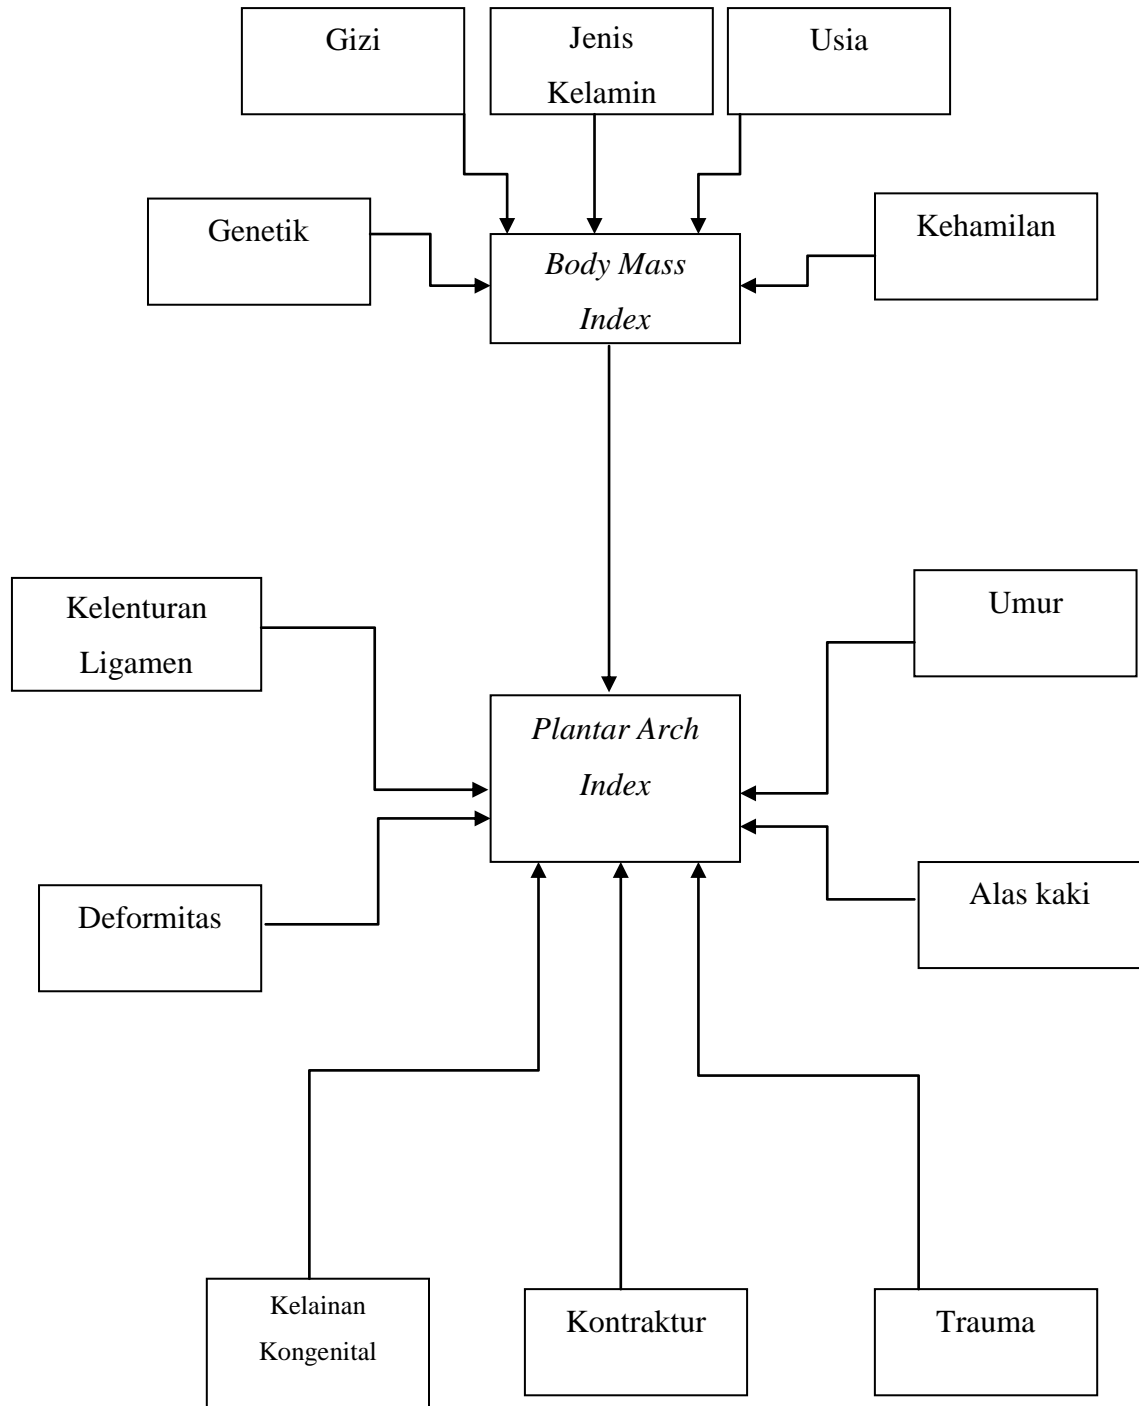 Gizi
Jenis
Kelamin
Usia
Genetik
Body Mass
Index
Kehamilan
Kelenturan
Ligamen
Umur
Plantar Arch
Index
Deformitas
Alas kaki
Kelainan
Kongenital
Kontraktur
Trauma